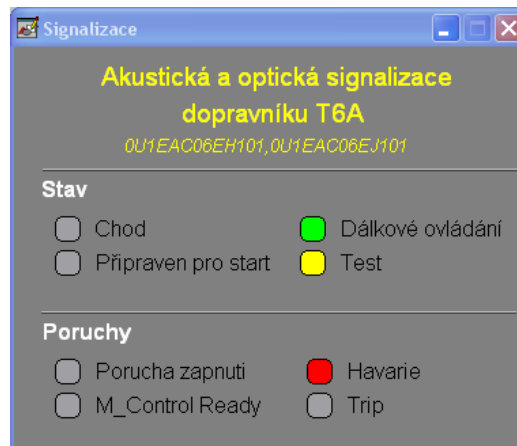 Signalizace
Akustická a optická signalizace
dopravníku T6A
0U1EAC06EH101,0U1EAC06EJ101
Stav
Chod
Dálkové ovládání
Připraven pro start
Test
Poruchy
Porucha zapnuti
Havarie
M_Control Ready
Trip